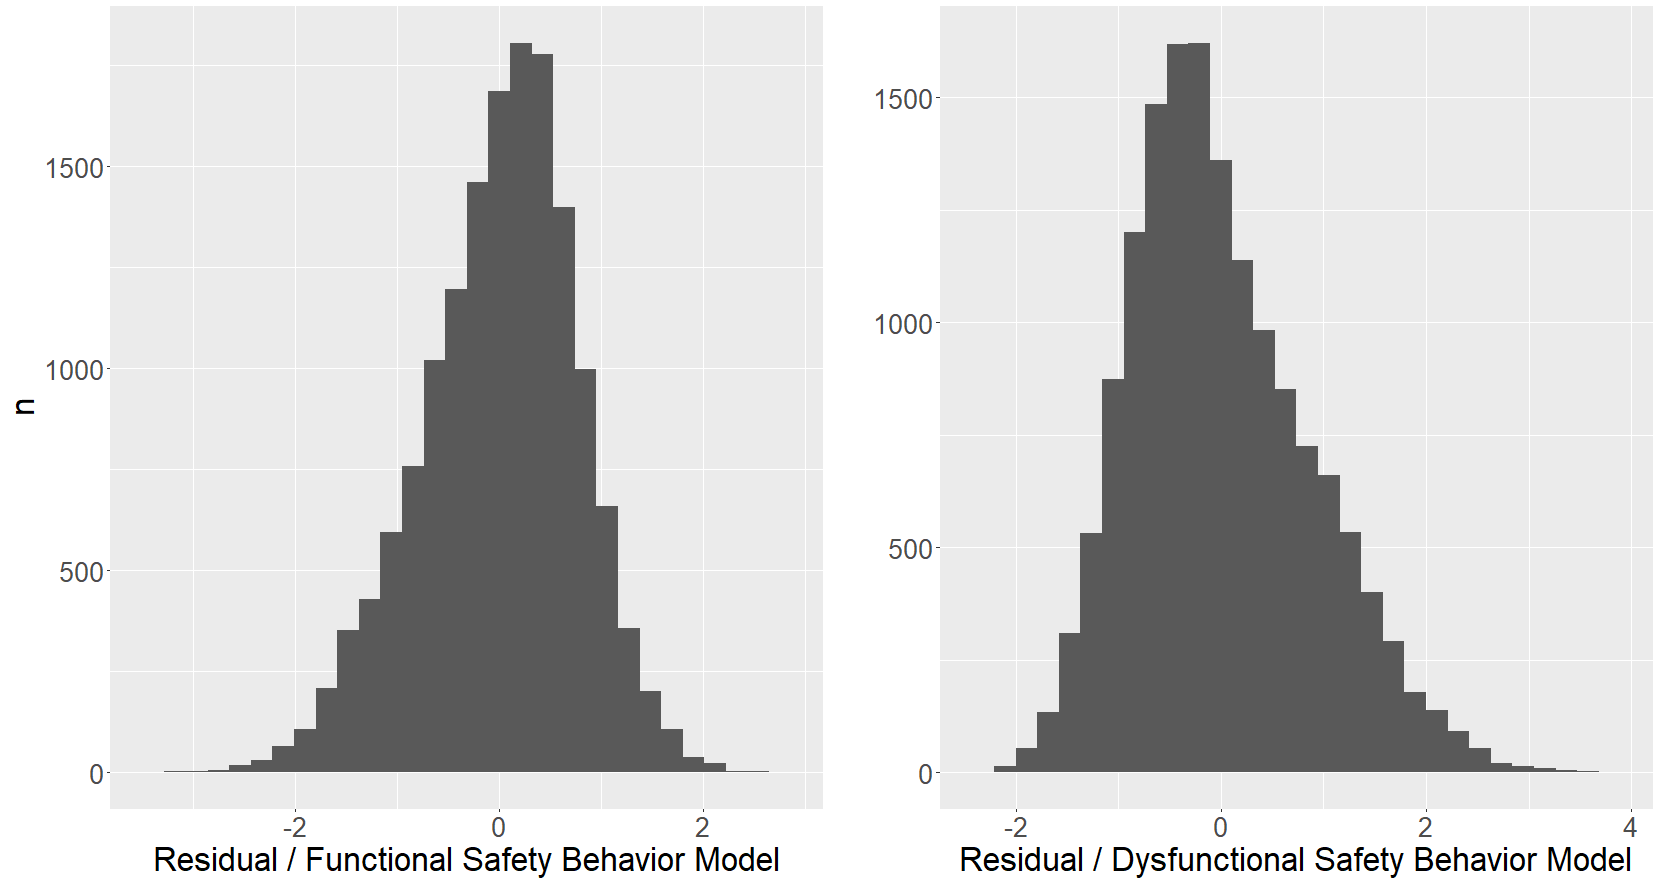 n
1500
1000
500
0
-2 0 2
Residual / Functional Safety Behavior Model
1500
1000
500
0
-2 0 2 4
Residual / Dysfunctional Safety Behavior Model